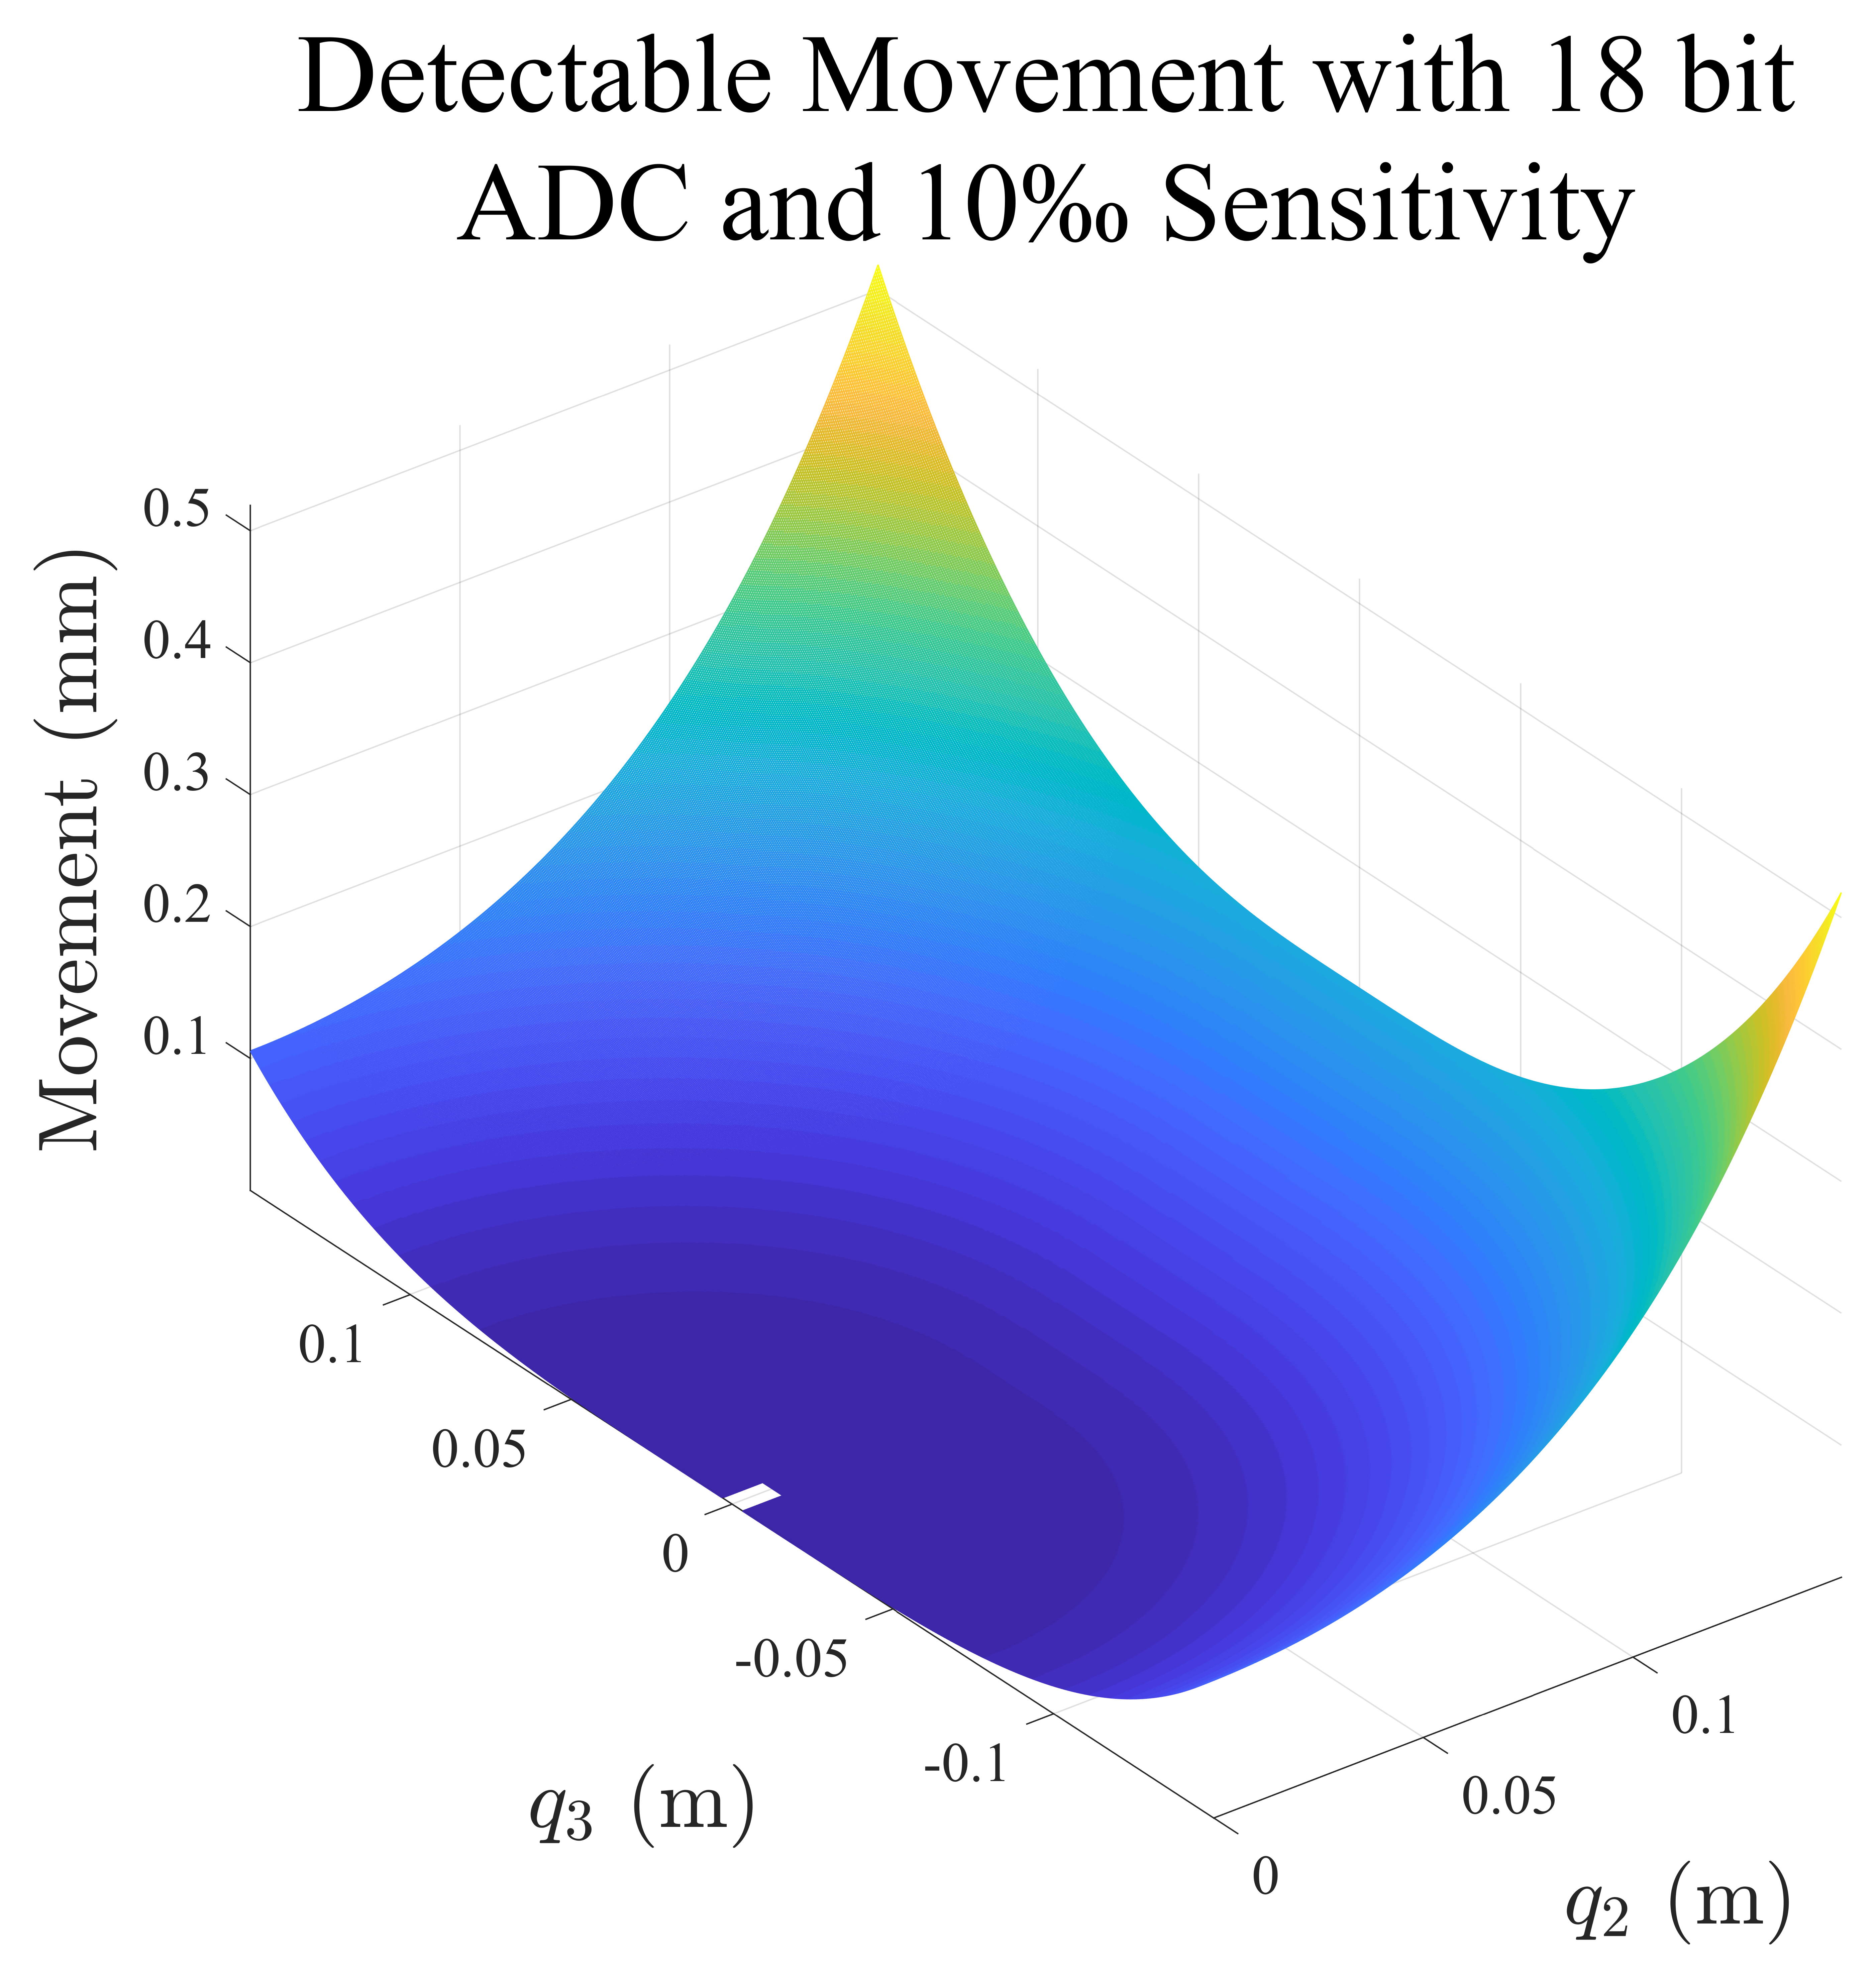 Detectable Movement with 18 bit
ADC and 10‰ Sensitivity
Movement (mm)
0.5
0.4
0.3
0.2
0.1
0.1
0.05
0
-0.05
-0.1
q₃ (m)
0
0.05
0.1
q₂ (m)